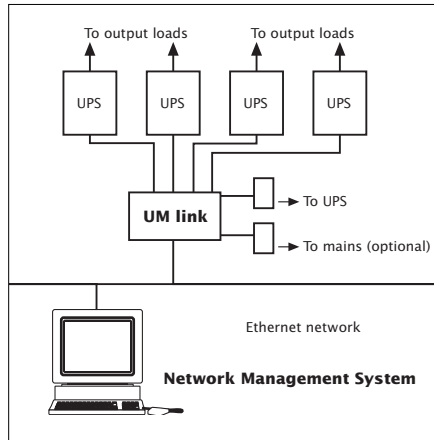 To output loads To output loads
UPS UPS UPS UPS
UM link
To UPS
To mains (optional)
Ethernet network
Network Management System